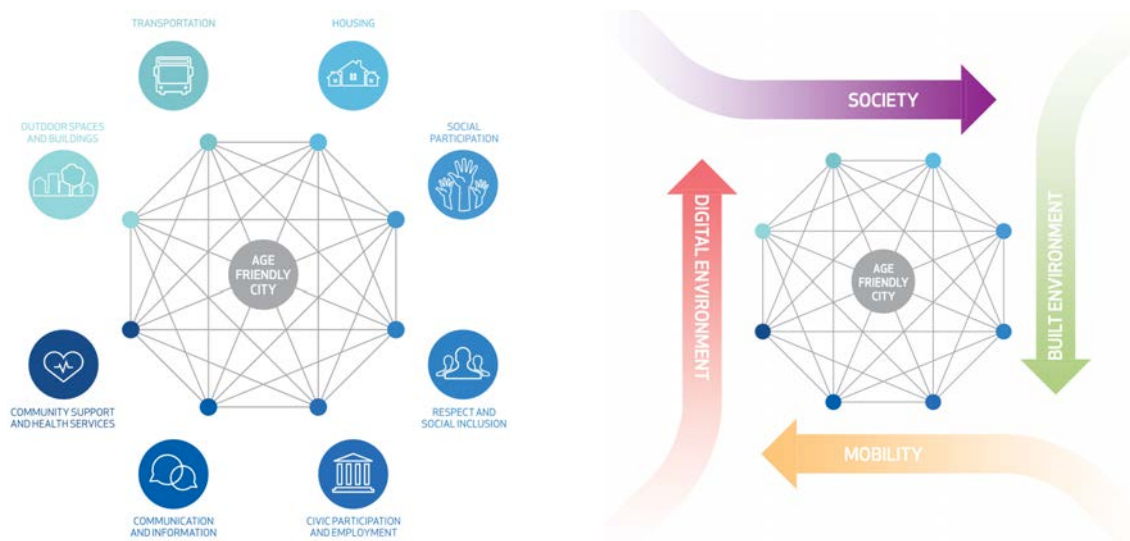 TRANSPORTATION
HOUSING
OUTDOOR SPACES
AND BUILDINGS
SOCIAL
PARTICIPATION
AGE
FRIENDLY
CITY
COMMUNITY SUPPORT
AND HEALTH SERVICES
RESPECT AND
SOCIAL INCLUSION
COMMUNICATION
AND INFORMATION
CIVIC PARTICIPATION
AND EMPLOYMENT
SOCIETY
DIGITAL ENVIRONMENT
AGE
FRIENDLY
CITY
BUILT ENVIRONMENT
MOBILITY